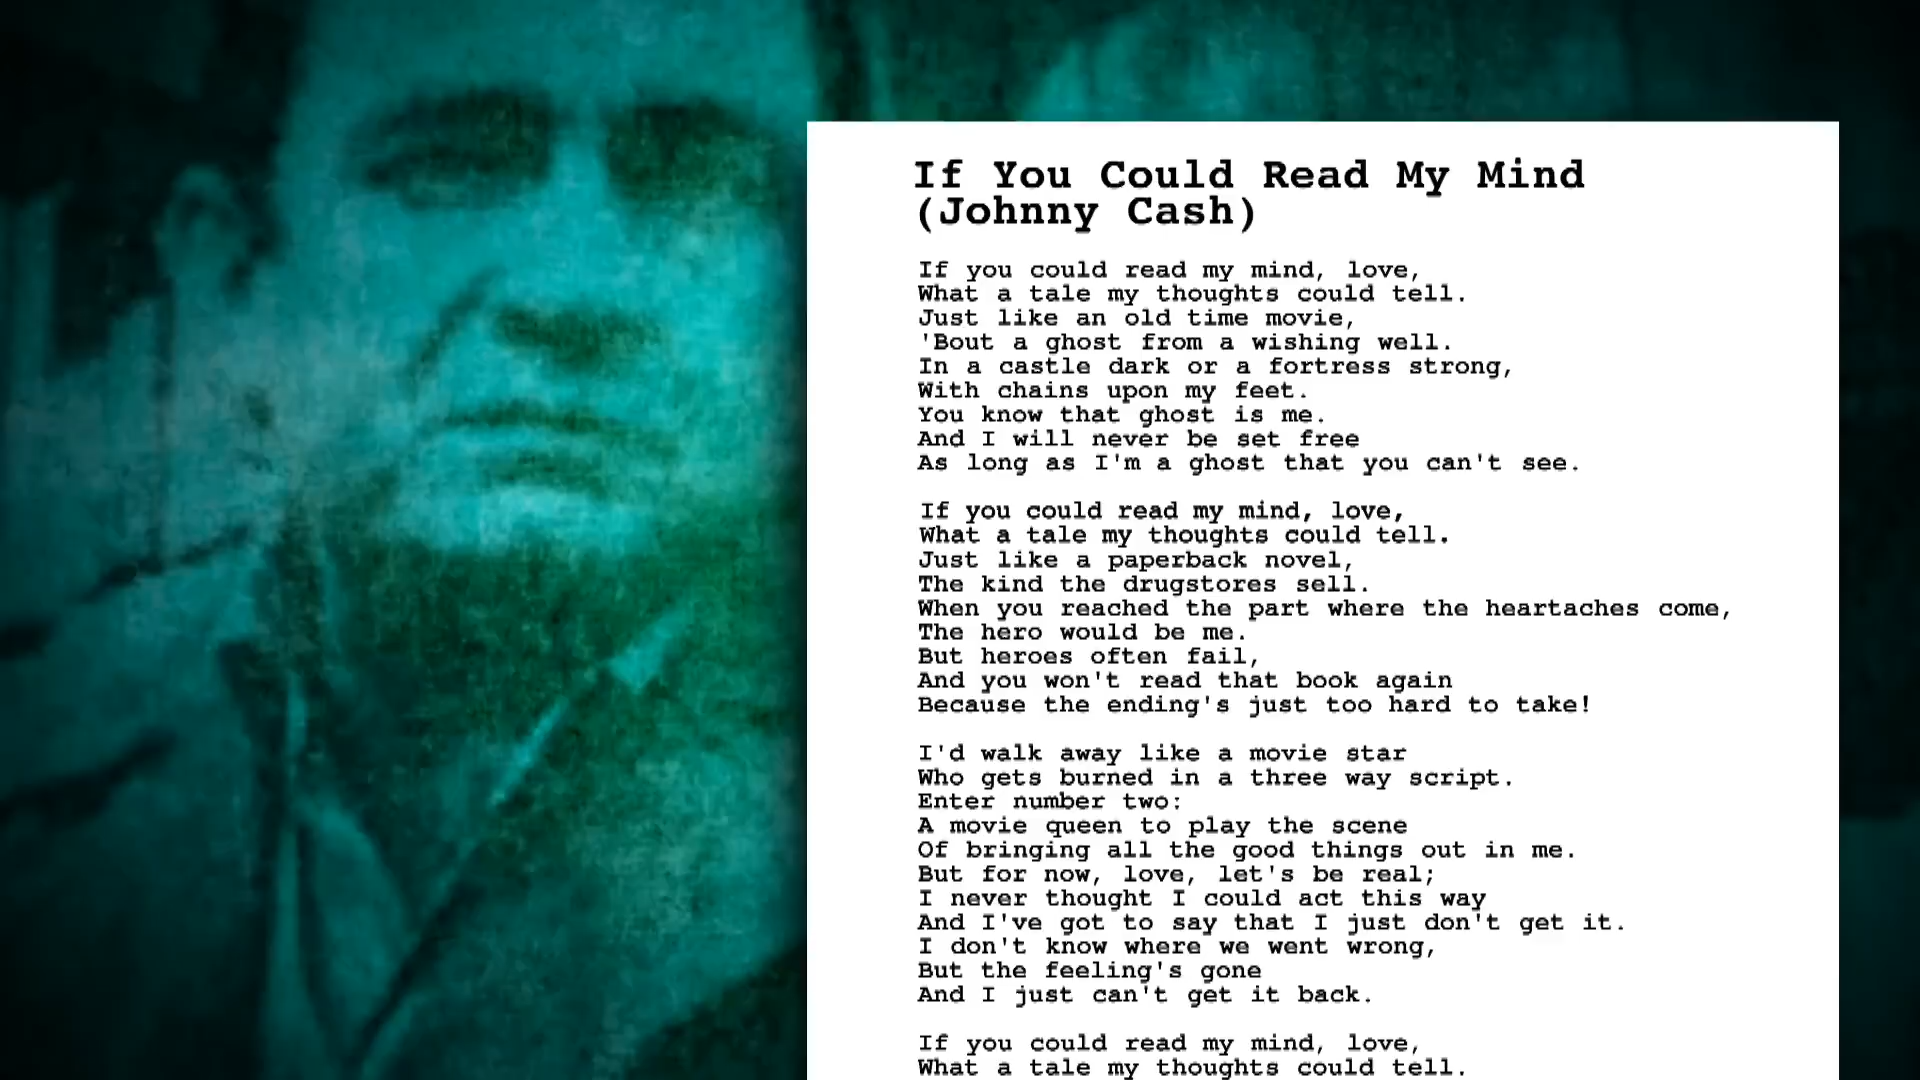 If You Could Read My Mind
(Johnny Cash)
If you could read my mind, love,
What a tale my thoughts could tell.
Just like an old time movie,
'Bout a ghost from a wishing well.
In a castle dark or a fortress strong,
With chains upon my feet.
You know that ghost is me.
And I will never be set free
As long as I'm a ghost that you can't see.
If you could read my mind, love,
What a tale my thoughts could tell.
Just like a paperback novel,
The kind the drugstores sell.
When you reached the part where the heartaches come,
The hero would be me.
But heroes often fail,
And you won't read that book again
Because the ending's just too hard to take!
I'd walk away like a movie star
Who gets burned in a three way script.
Enter number two:
A movie queen to play the scene
Of bringing all the good things out in me.
But for now, love, let's be real;
I never thought I could act this way
And I've got to say that I just don't get it.
I don't know where we went wrong,
But the feeling's gone
And I just can't get it back.
If you could read my mind, love,
What a tale my thoughts could tell.